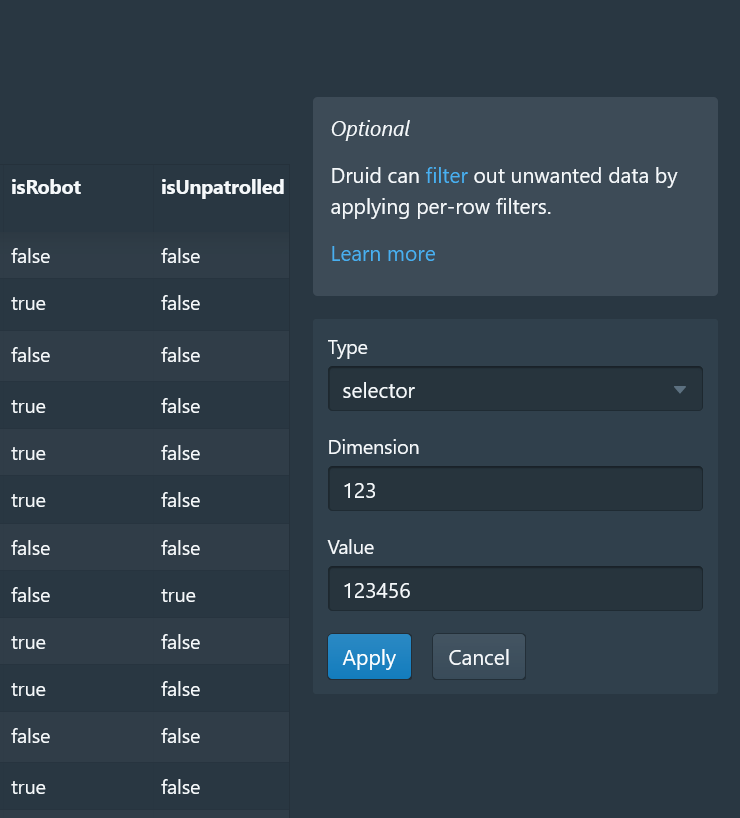 isRobot isUnpatrolled
false false
true false
false false
true false
true false
true false
false false
false true
true false
true false
false false
true false
Optional
Druid can filter out unwanted data by
applying per-row filters.
Learn more
Type
selector
Dimension
123
Value
123456
Apply Cancel